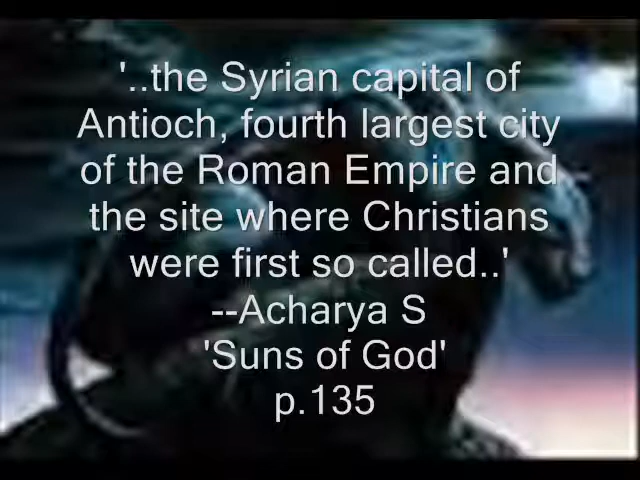 '..the Syrian capital of
Antioch, fourth largest city
of the Roman Empire and
the site where Christians
were first so called..'
--Acharya S
'Suns of God'
p.135